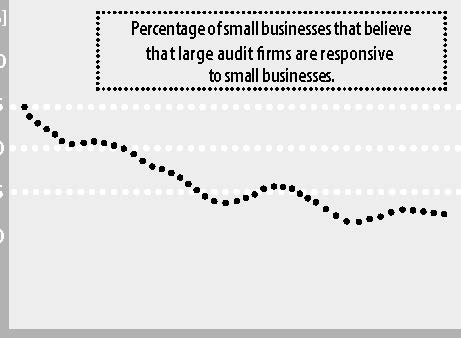 Percentage of small businesses that believe
that large audit firms are responsive
to small businesses.